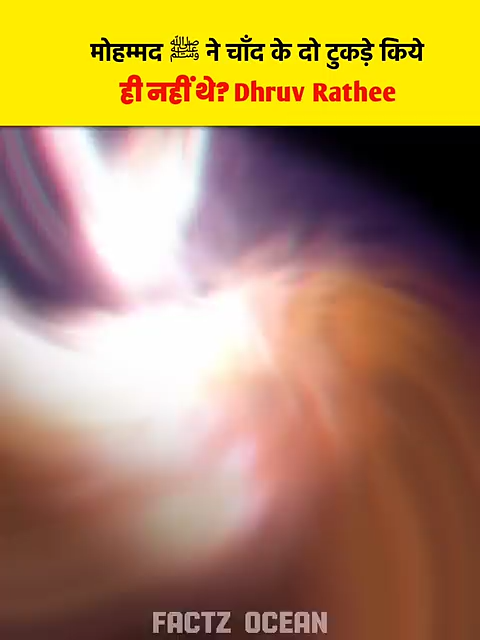 मोहम्मद ﷺ ने चाँद के दो टुकड़े किये
ही नहीं थे? Dhruv Rathee
FACTZ OCEAN